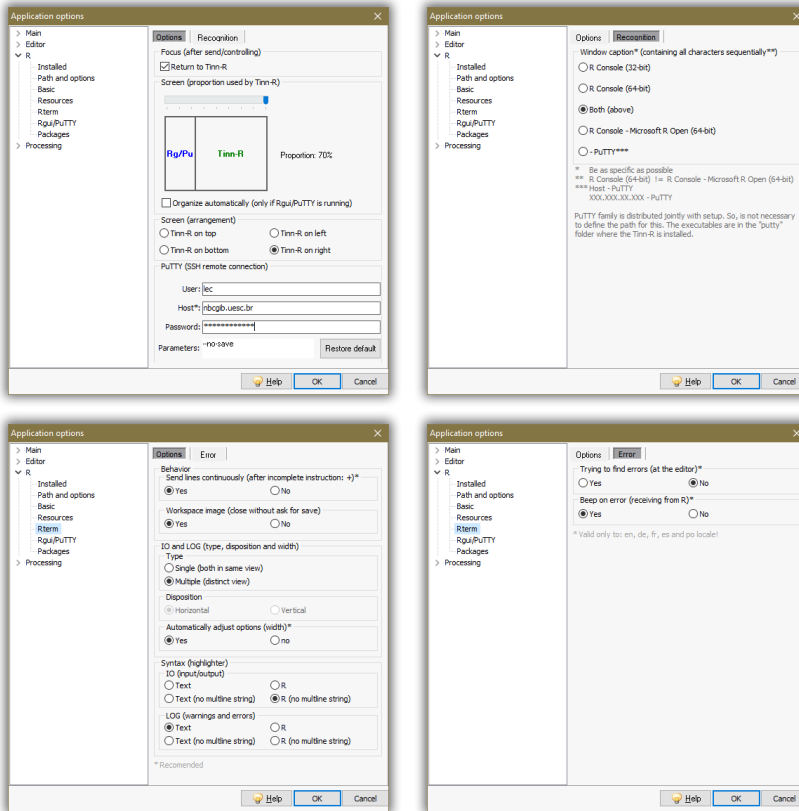 Application options
> Main
> Editor
R
Installed
Path and options
Basic
Resources
Rterm
Rgui/PuTTY
Packages
> Processing
Options Recognition
Focus (after send/controlling)
Return to Tinn-R
Screen (proportion used by Tinn-R)
Rg/Pu Tinn-R Proportion: 70%
Organize automatically (only if Rgui/PuTTY is running)
Screen (arrangement)
Tinn-R on top Tinn-R on left
Tinn-R on bottom Tinn-R on right
PuTTY (SSH remote connection)
User: lec
Host*: nbcgib.uesc.br
Password: ************
Parameters: --no-save Restore default
Help OK Cancel
Application options
> Main
> Editor
R
Installed
Path and options
Basic
Resources
Rterm
Rgui/PuTTY
Packages
> Processing
Options Recognition
Window caption* (containing all characters sequentially**)
R Console (32-bit)
R Console (64-bit)
Both (above)
R Console - Microsoft R Open (64-bit)
- PuTTY***
* Be as specific as possible
** R Console (64-bit) != R Console - Microsoft R Open (64-bit)
*** Host - PuTTY
XXX.XXX.XX.XXX - PuTTY
PuTTY family is distributed jointly with setup. So, is not necessary
to define the path for this. The executables are in the "putty"
folder where the Tinn-R is installed.
Help OK Cancel
Application options
> Main
> Editor
R
Installed
Path and options
Basic
Resources
Rterm
Rgui/PuTTY
Packages
> Processing
Options Error
Behavior
Send lines continuously (after incomplete instruction: +)*
Yes No
Workspace image (close without ask for save)
Yes No
IO and LOG (type, disposition and width)
Type
Single (both in same view)
Multiple (distinct view)
Disposition
Horizontal Vertical
Automatically adjust options (width)*
Yes no
Syntax (highlighter)
IO (input/output)
Text R
Text (no multline string) R (no multline string)
LOG (warnings and errors)
Text R
Text (no multline string) R (no multline string)
* Recomended
Help OK Cancel
Application options
> Main
> Editor
R
Installed
Path and options
Basic
Resources
Rterm
Rgui/PuTTY
Packages
> Processing
Options Error
Trying to find errors (at the editor)*
Yes No
Beep on error (receiving from R)*
Yes No
* Valid only to: en, de, fr, es and po locale!
Help OK Cancel